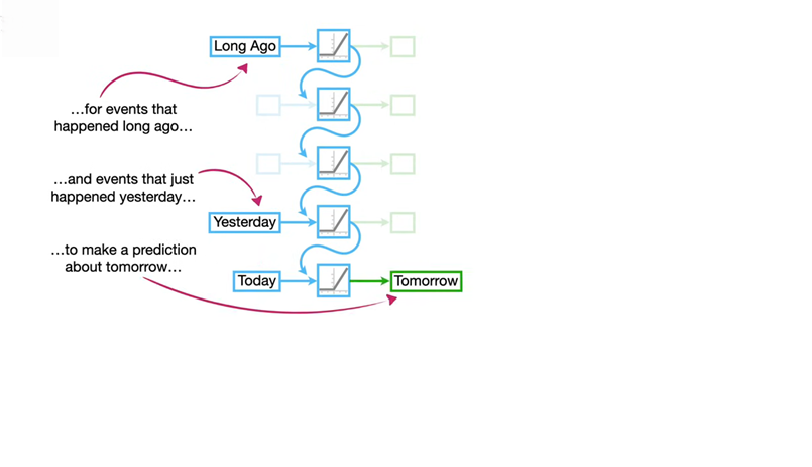 Long Ago
…for events that
happened long ago…
…and events that just
happened yesterday…
Yesterday
…to make a prediction
about tomorrow…
Today
Tomorrow